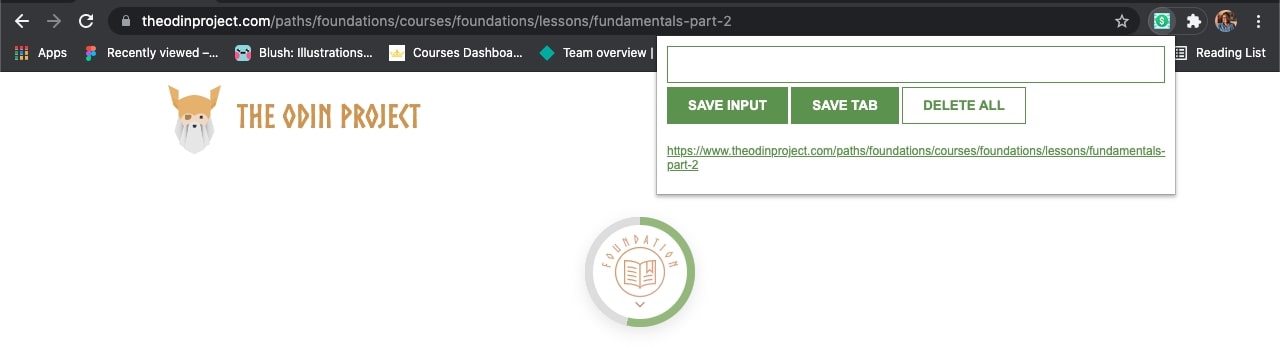 theodinproject.com/paths/foundations/courses/foundations/lessons/fundamentals-part-2
Apps Recently viewed –... Blush: Illustrations... Courses Dashboa... Team overview | Reading List
THE ODIN PROJECT
SAVE INPUT SAVE TAB DELETE ALL
https://www.theodinproject.com/paths/foundations/courses/foundations/lessons/fundamentals-
part-2
FOUNDATION